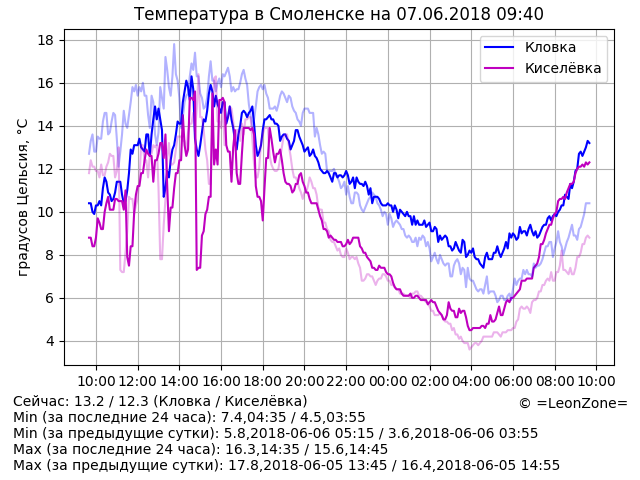 Температура в Смоленске на 07.06.2018 09:40
Кловка
Киселёвка
градусов Цельсия, °C
18
16
14
12
10
8
6
4
10:00 12:00 14:00 16:00 18:00 20:00 22:00 00:00 02:00 04:00 06:00 08:00 10:00
Сейчас: 13.2 / 12.3 (Кловка / Киселёвка)
© =LeonZone=
Min (за последние 24 часа): 7.4,04:35 / 4.5,03:55
Min (за предыдущие сутки): 5.8,2018-06-06 05:15 / 3.6,2018-06-06 03:55
Max (за последние 24 часа): 16.3,14:35 / 15.6,14:45
Max (за предыдущие сутки): 17.8,2018-06-05 13:45 / 16.4,2018-06-05 14:55